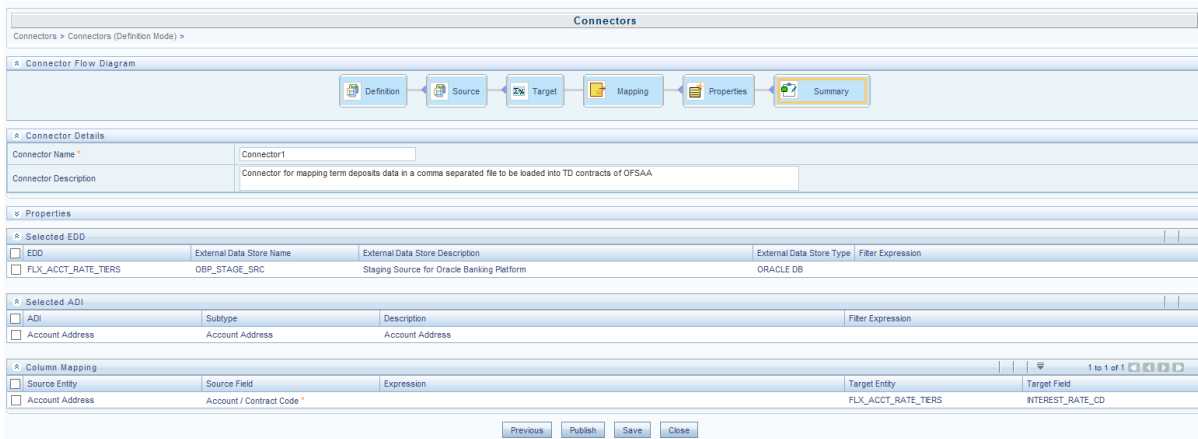 Connectors
Connectors > Connectors (Definition Mode) >
Connector Flow Diagram
Definition Source Target Mapping Properties Summary
Connector Details
Connector Name * Connector1
Connector Description Connector for mapping term deposits data in a comma separated file to be loaded into TD contracts of OFSAA
Properties
Selected EDD
EDD External Data Store Name External Data Store Description External Data Store Type Filter Expression
FLX_ACCT_RATE_TIERS OBP_STAGE_SRC Staging Source for Oracle Banking Platform ORACLE DB
Selected ADI
ADI Subtype Description Filter Expression
Account Address Account Address Account Address
Column Mapping 1 to 1 of 1
Source Entity Source Field Expression Target Entity Target Field
Account Address Account / Contract Code * FLX_ACCT_RATE_TIERS INTEREST_RATE_CD
Previous Publish Save Close